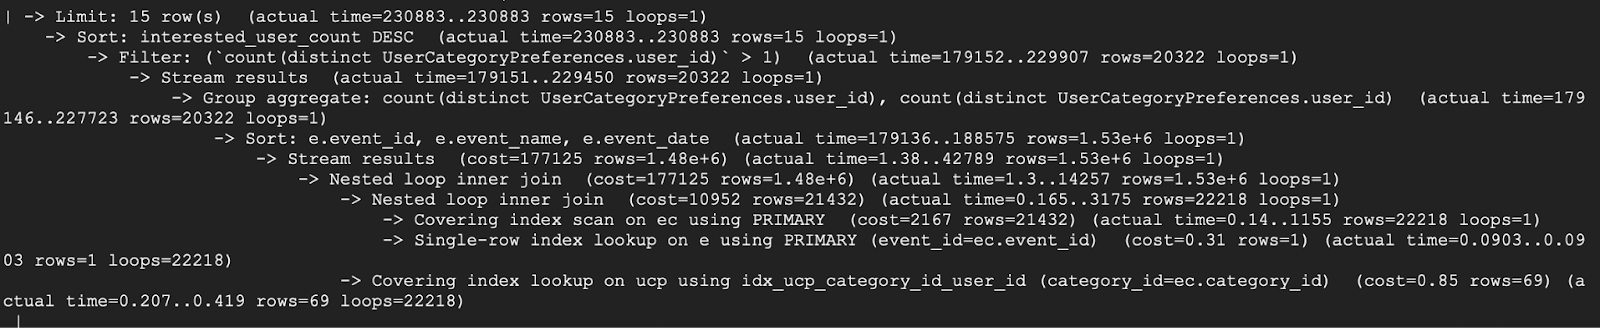 | -> Limit: 15 row(s)  (actual time=230883..230883 rows=15 loops=1)
    -> Sort: interested_user_count DESC  (actual time=230883..230883 rows=15 loops=1)
        -> Filter: (`count(distinct UserCategoryPreferences.user_id)` > 1)  (actual time=179152..229907 rows=20322 loops=1)
            -> Stream results  (actual time=179151..229450 rows=20322 loops=1)
                -> Group aggregate: count(distinct UserCategoryPreferences.user_id), count(distinct UserCategoryPreferences.user_id)  (actual time=179
146..227723 rows=20322 loops=1)
                    -> Sort: e.event_id, e.event_name, e.event_date  (actual time=179136..188575 rows=1.53e+6 loops=1)
                        -> Stream results  (cost=177125 rows=1.48e+6) (actual time=1.38..42789 rows=1.53e+6 loops=1)
                            -> Nested loop inner join  (cost=177125 rows=1.48e+6) (actual time=1.3..14257 rows=1.53e+6 loops=1)
                                -> Nested loop inner join  (cost=10952 rows=21432) (actual time=0.165..3175 rows=22218 loops=1)
                                    -> Covering index scan on ec using PRIMARY  (cost=2167 rows=21432) (actual time=0.14..1155 rows=22218 loops=1)
                                    -> Single-row index lookup on e using PRIMARY (event_id=ec.event_id)  (cost=0.31 rows=1) (actual time=0.0903..0.09
03 rows=1 loops=22218)
                                -> Covering index lookup on ucp using idx_ucp_category_id_user_id (category_id=ec.category_id)  (cost=0.85 rows=69) (a
ctual time=0.207..0.419 rows=69 loops=22218)
 |